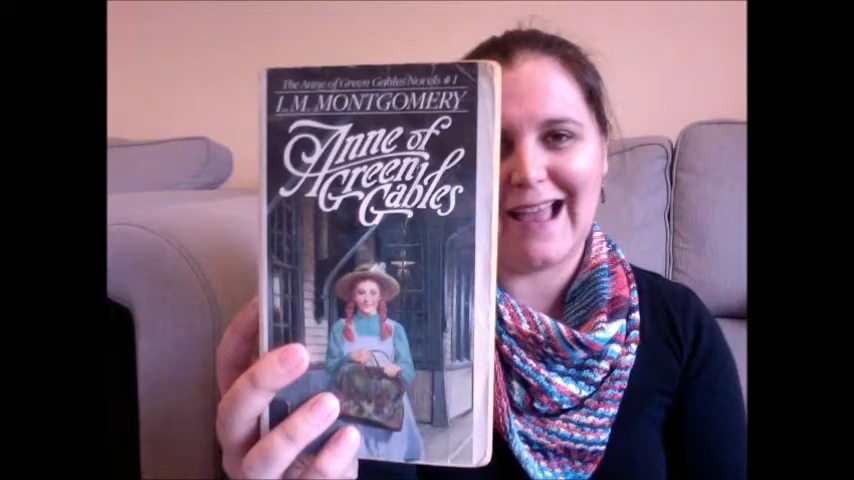 The Anne of Green Gables Novels #1
L.M. MONTGOMERY
Anne of
Green
Gables